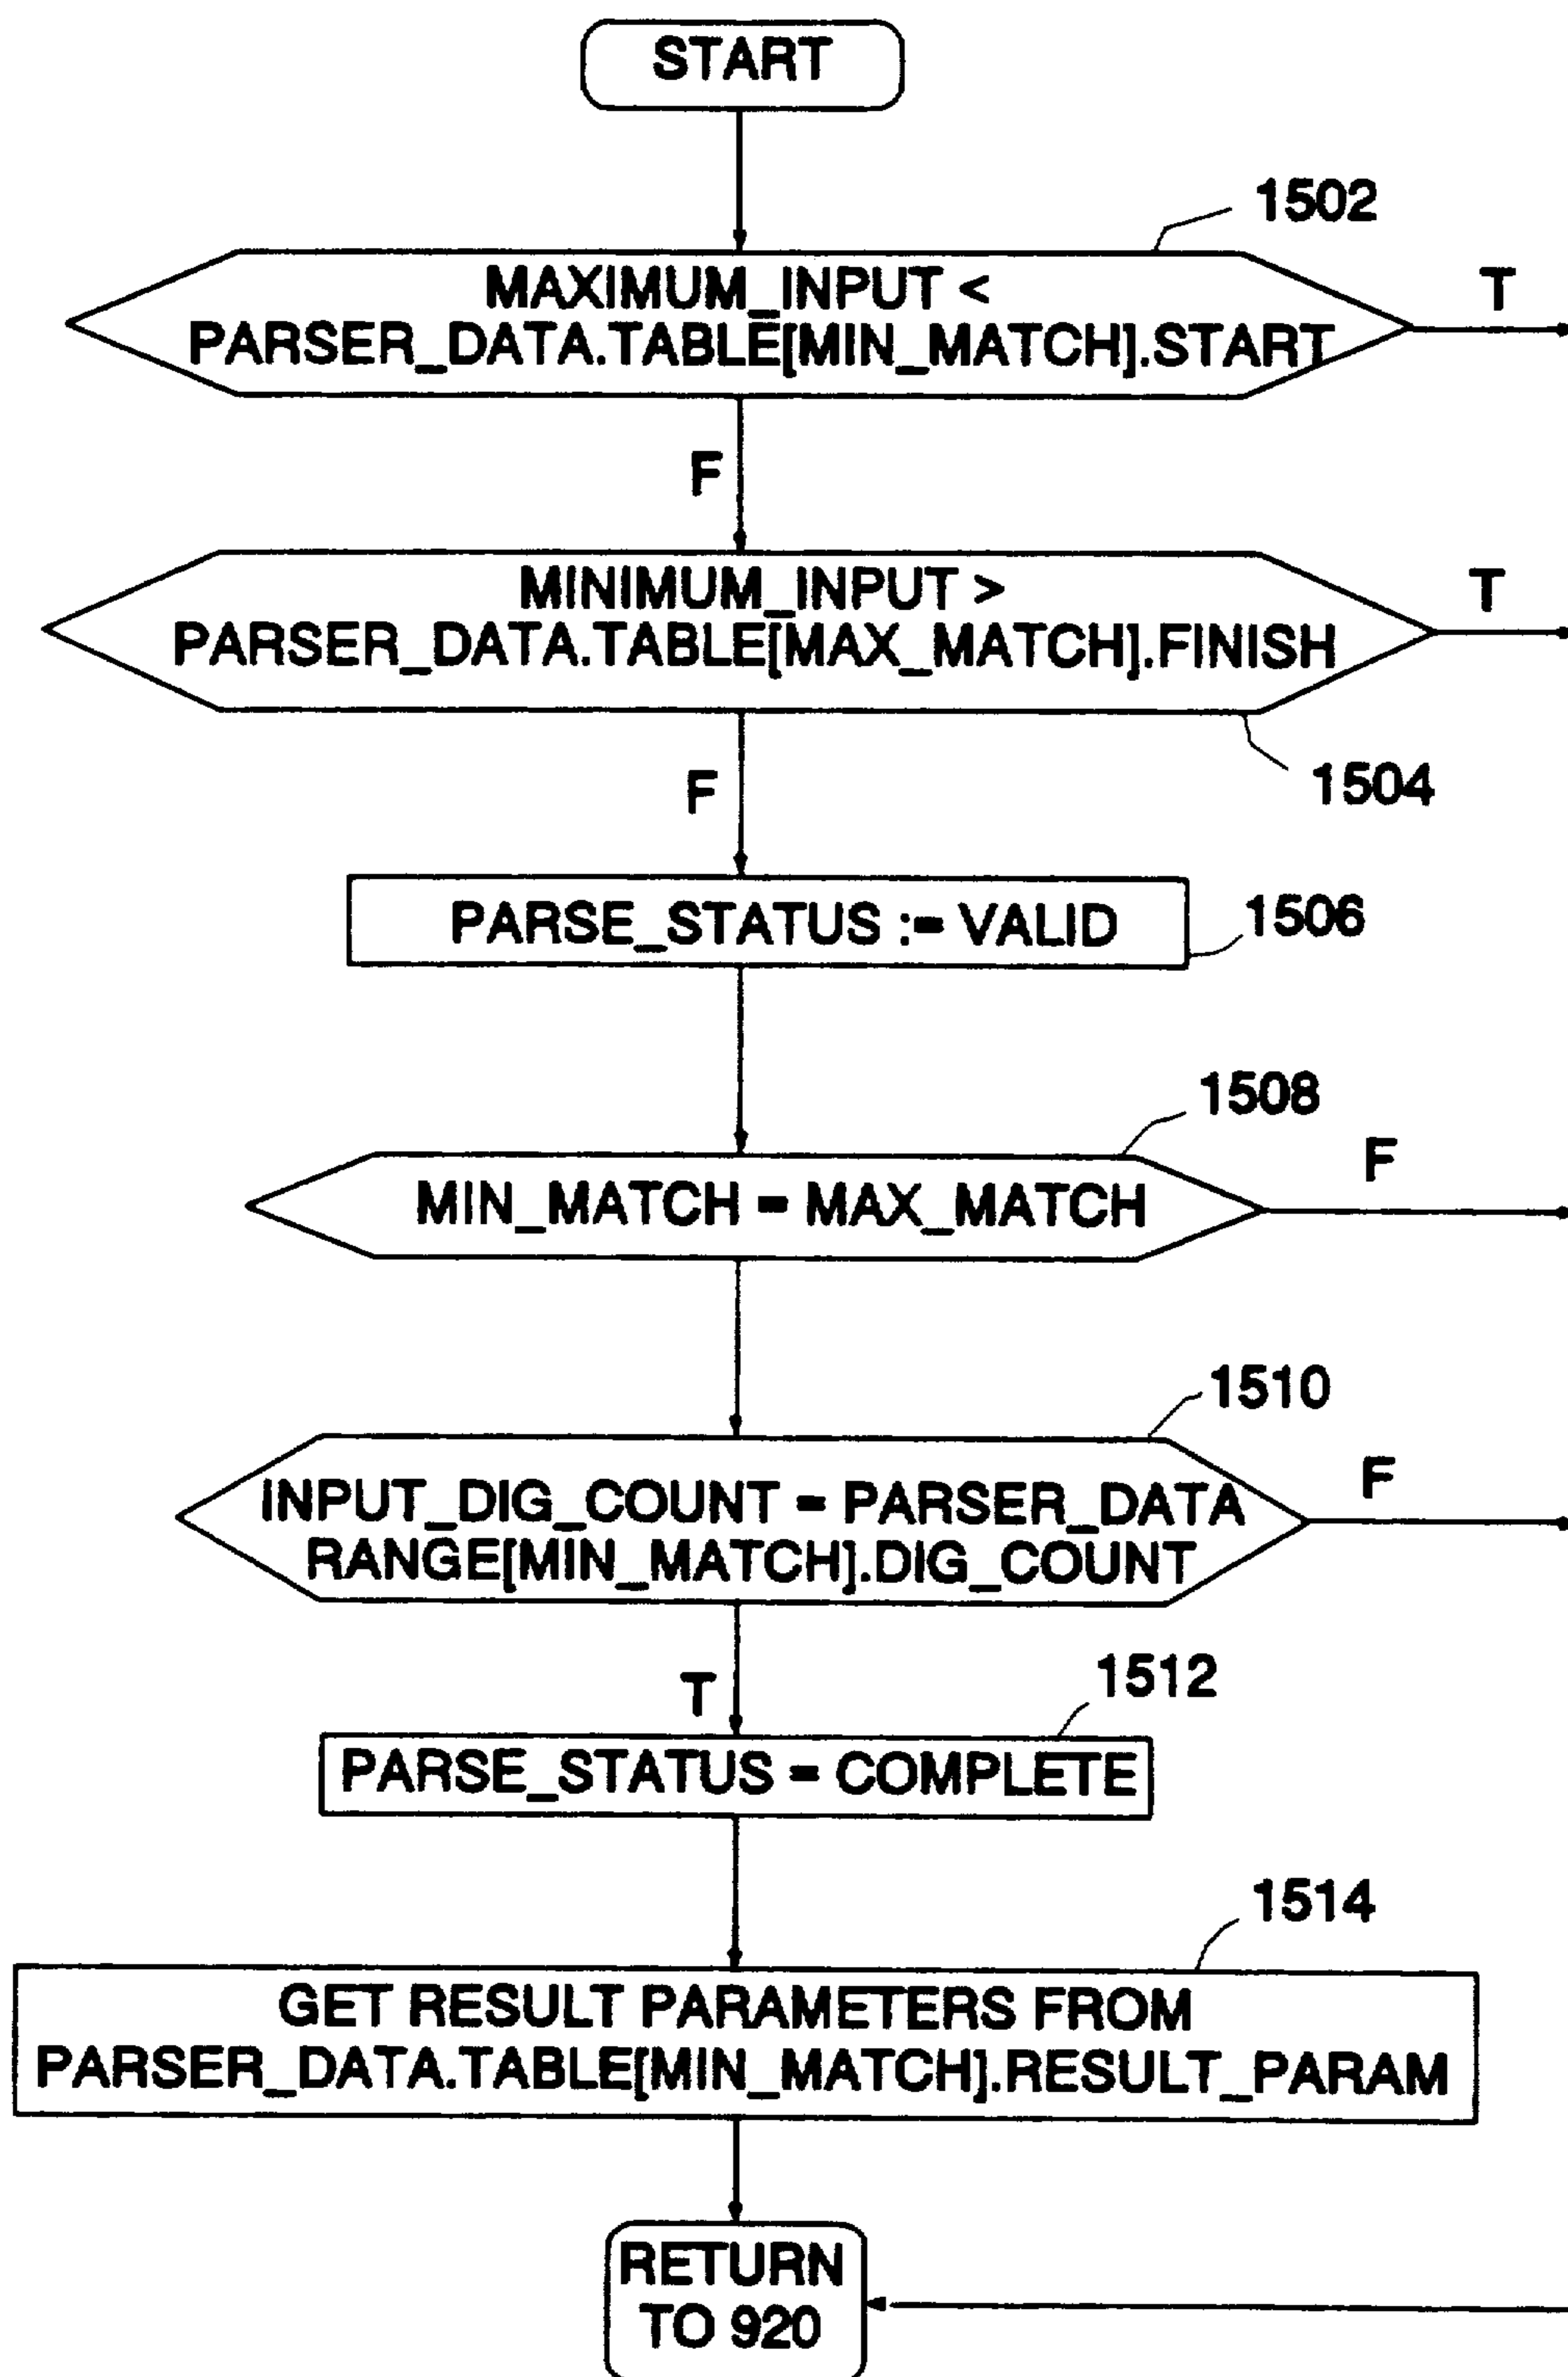 START
1502
MAXIMUM_INPUT <
PARSER_DATA.TABLE[MIN_MATCH].START
T
F
MINIMUM_INPUT >
PARSER_DATA.TABLE[MAX_MATCH].FINISH
T
1504
F
PARSE_STATUS := VALID
1506
1508
MIN_MATCH = MAX_MATCH
F
1510
INPUT_DIG_COUNT = PARSER_DATA
RANGE[MIN_MATCH].DIG_COUNT
F
T
1512
PARSE_STATUS = COMPLETE
1514
GET RESULT PARAMETERS FROM
PARSER_DATA.TABLE[MIN_MATCH].RESULT_PARAM
RETURN
TO 920